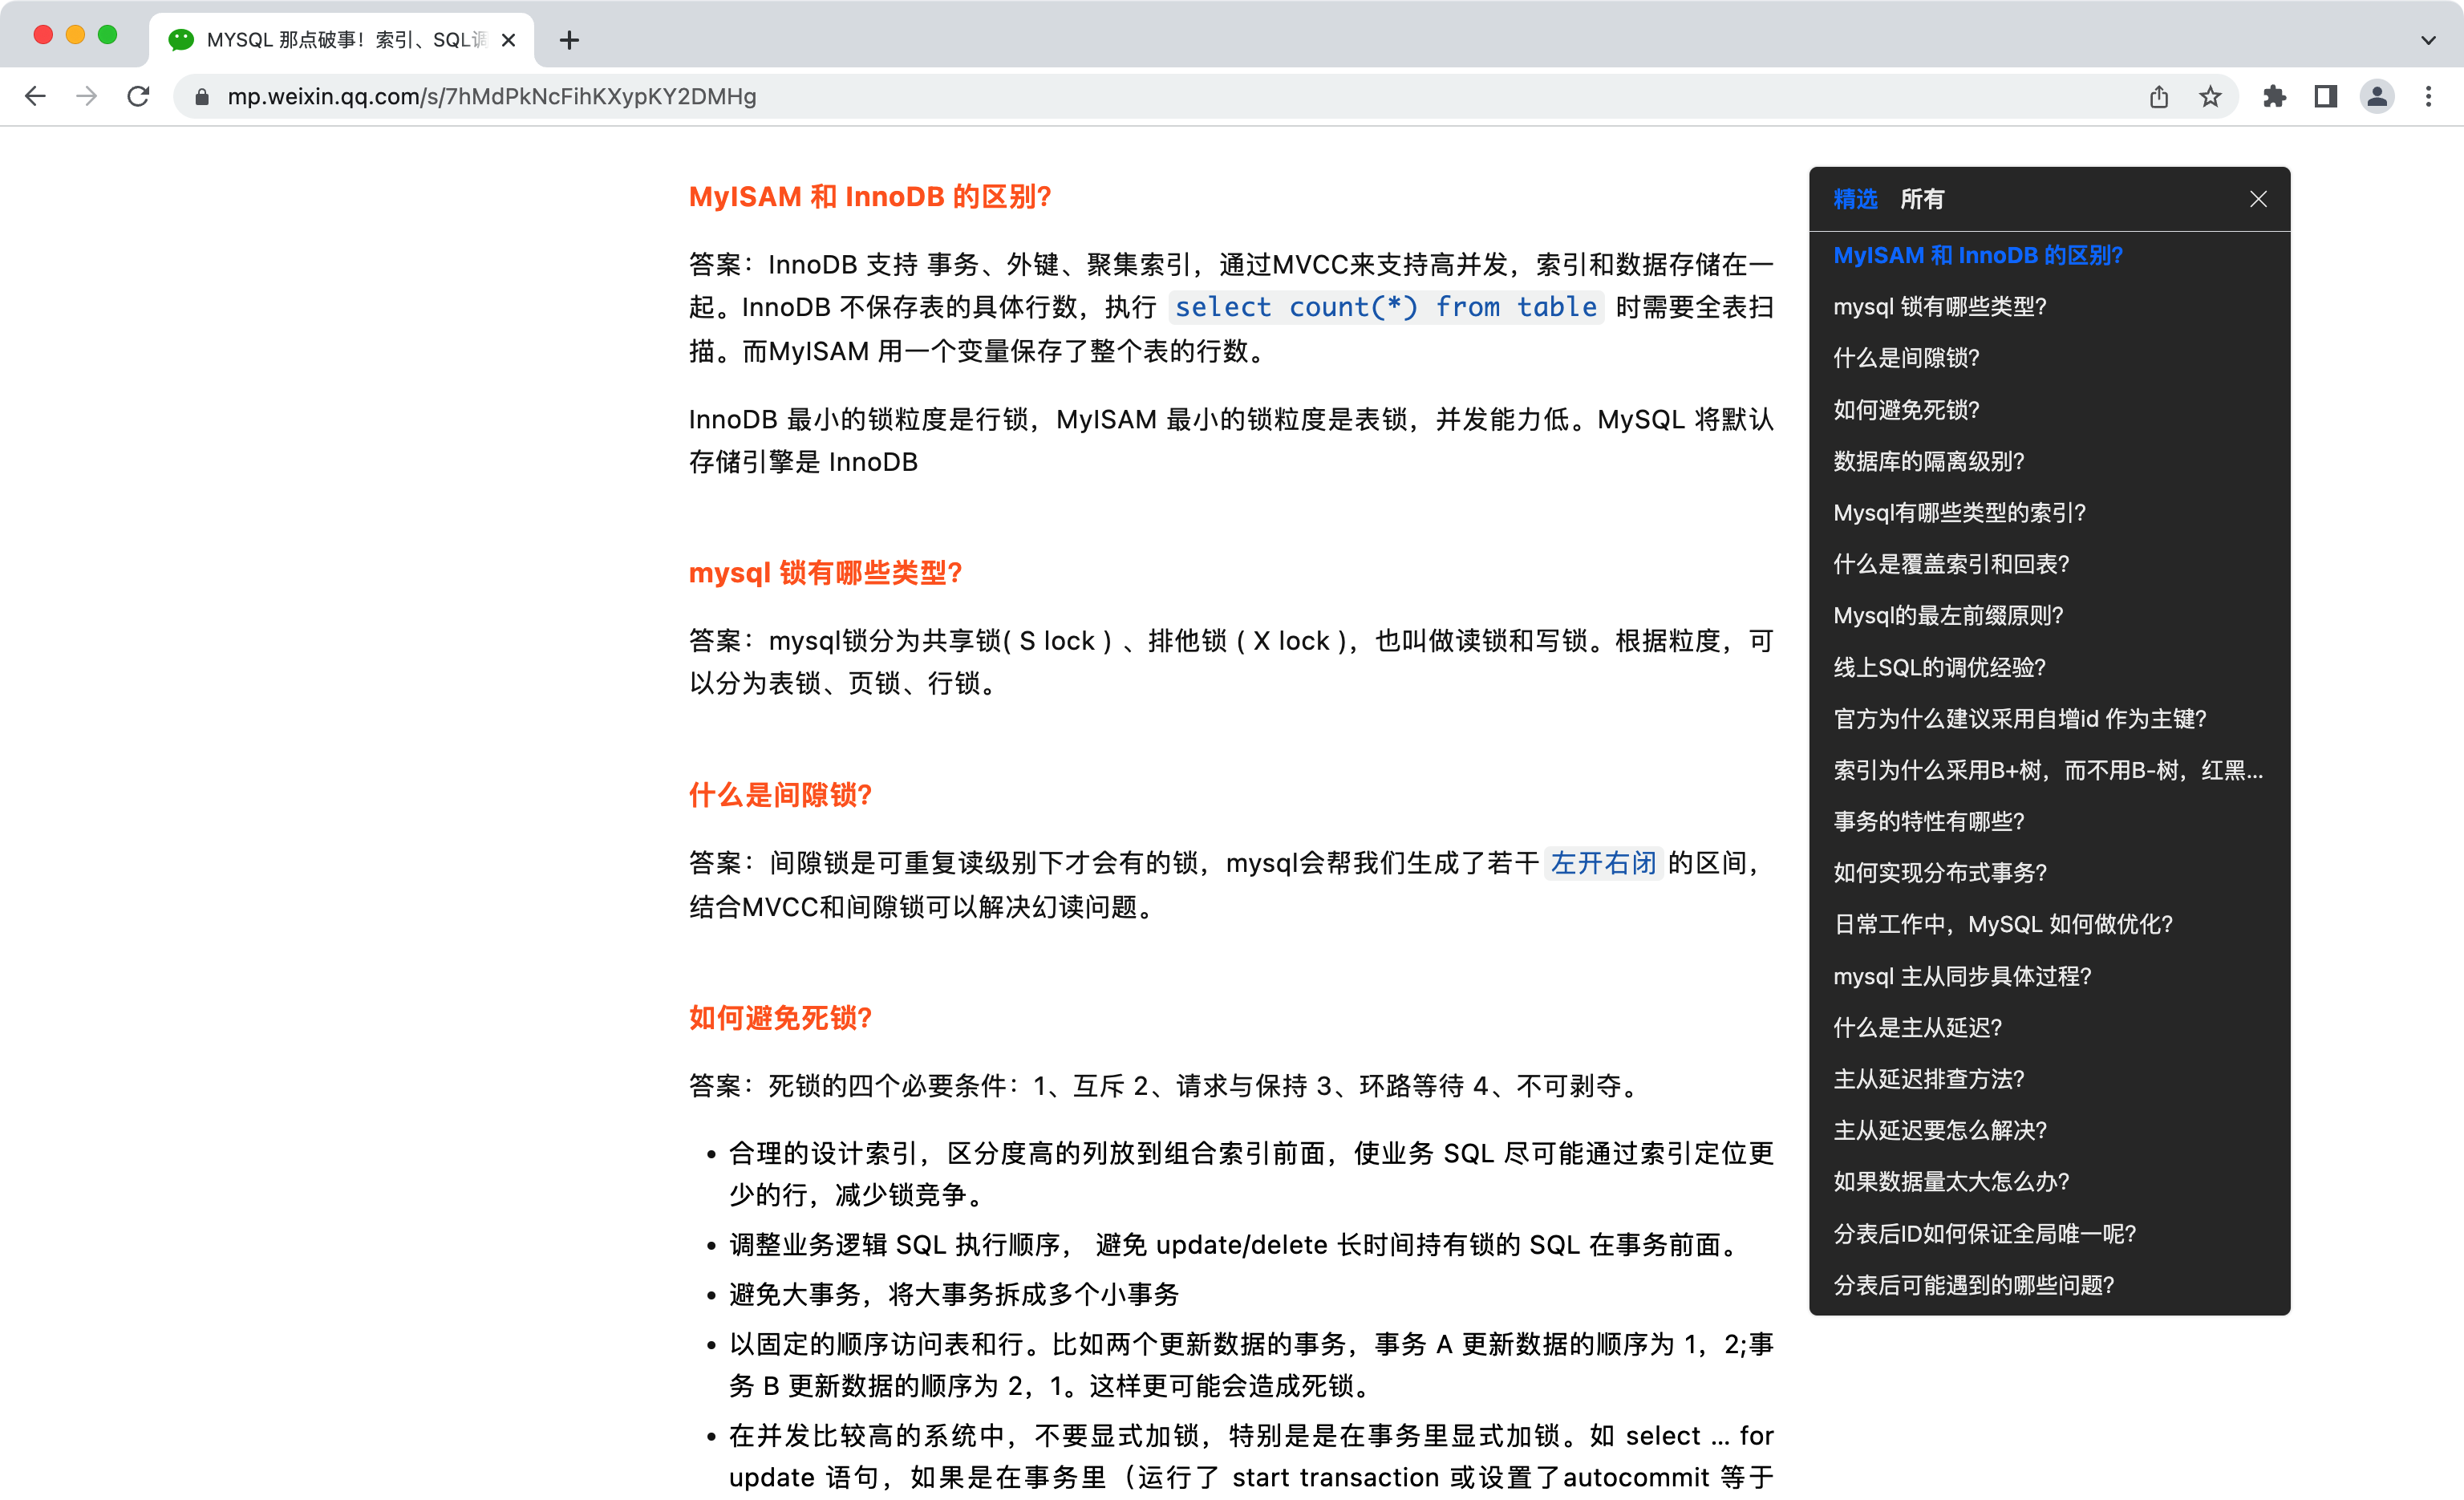 MYSQL 那点破事！索引、SQL调
mp.weixin.qq.com/s/7hMdPkNcFihKXypKY2DMHg
MyISAM 和 InnoDB 的区别?
答案：InnoDB 支持 事务、外键、聚集索引，通过MVCC来支持高并发，索引和数据存储在一
起。InnoDB 不保存表的具体行数，执行 select count(*) from table 时需要全表扫
描。而MyISAM 用一个变量保存了整个表的行数。
InnoDB 最小的锁粒度是行锁，MyISAM 最小的锁粒度是表锁，并发能力低。MySQL 将默认
存储引擎是 InnoDB
mysql 锁有哪些类型?
答案：mysql锁分为共享锁( S lock ) 、排他锁 ( X lock )，也叫做读锁和写锁。根据粒度，可
以分为表锁、页锁、行锁。
什么是间隙锁?
答案：间隙锁是可重复读级别下才会有的锁，mysql会帮我们生成了若干 左开右闭 的区间，
结合MVCC和间隙锁可以解决幻读问题。
如何避免死锁?
答案：死锁的四个必要条件：1、互斥 2、请求与保持 3、环路等待 4、不可剥夺。
• 合理的设计索引，区分度高的列放到组合索引前面，使业务 SQL 尽可能通过索引定位更
少的行，减少锁竞争。
• 调整业务逻辑 SQL 执行顺序， 避免 update/delete 长时间持有锁的 SQL 在事务前面。
• 避免大事务，将大事务拆成多个小事务
• 以固定的顺序访问表和行。比如两个更新数据的事务，事务 A 更新数据的顺序为 1，2;事
务 B 更新数据的顺序为 2，1。这样更可能会造成死锁。
• 在并发比较高的系统中，不要显式加锁，特别是是在事务里显式加锁。如 select … for
update 语句，如果是在事务里（运行了 start transaction 或设置了autocommit 等于
精选 所有
MyISAM 和 InnoDB 的区别?
mysql 锁有哪些类型?
什么是间隙锁?
如何避免死锁?
数据库的隔离级别?
Mysql有哪些类型的索引?
什么是覆盖索引和回表?
Mysql的最左前缀原则?
线上SQL的调优经验?
官方为什么建议采用自增id 作为主键?
索引为什么采用B+树，而不用B-树，红黑...
事务的特性有哪些?
如何实现分布式事务?
日常工作中，MySQL 如何做优化?
mysql 主从同步具体过程?
什么是主从延迟?
主从延迟排查方法?
主从延迟要怎么解决?
如果数据量太大怎么办?
分表后ID如何保证全局唯一呢?
分表后可能遇到的哪些问题?